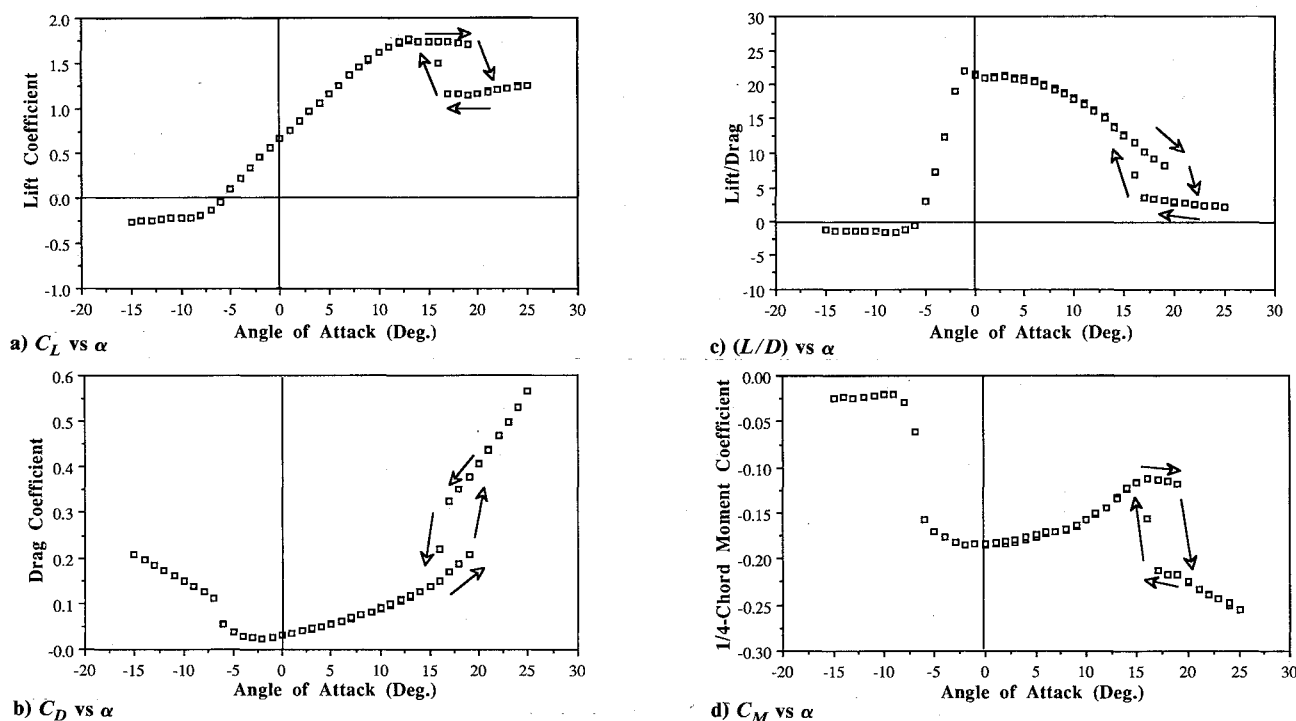 2.0
1.5
1.0
0.5
0.0
-0.5
-1.0
Lift Coefficient
-20 -15 -10 -5 0 5 10 15 20 25 30
Angle of Attack (Deg.)
a) C_L vs α
30
25
20
15
10
5
0
-5
-10
Lift/Drag
-20 -15 -10 -5 0 5 10 15 20 25 30
Angle of Attack (Deg.)
c) (L/D) vs α
0.6
0.5
0.4
0.3
0.2
0.1
-0.0
Drag Coefficient
-20 -15 -10 -5 0 5 10 15 20 25 30
Angle of Attack (Deg.)
b) C_D vs α
0.00
-0.05
-0.10
-0.15
-0.20
-0.25
-0.30
1/4-Chord Moment Coefficient
-20 -15 -10 -5 0 5 10 15 20 25 30
Angle of Attack (Deg.)
d) C_M vs α